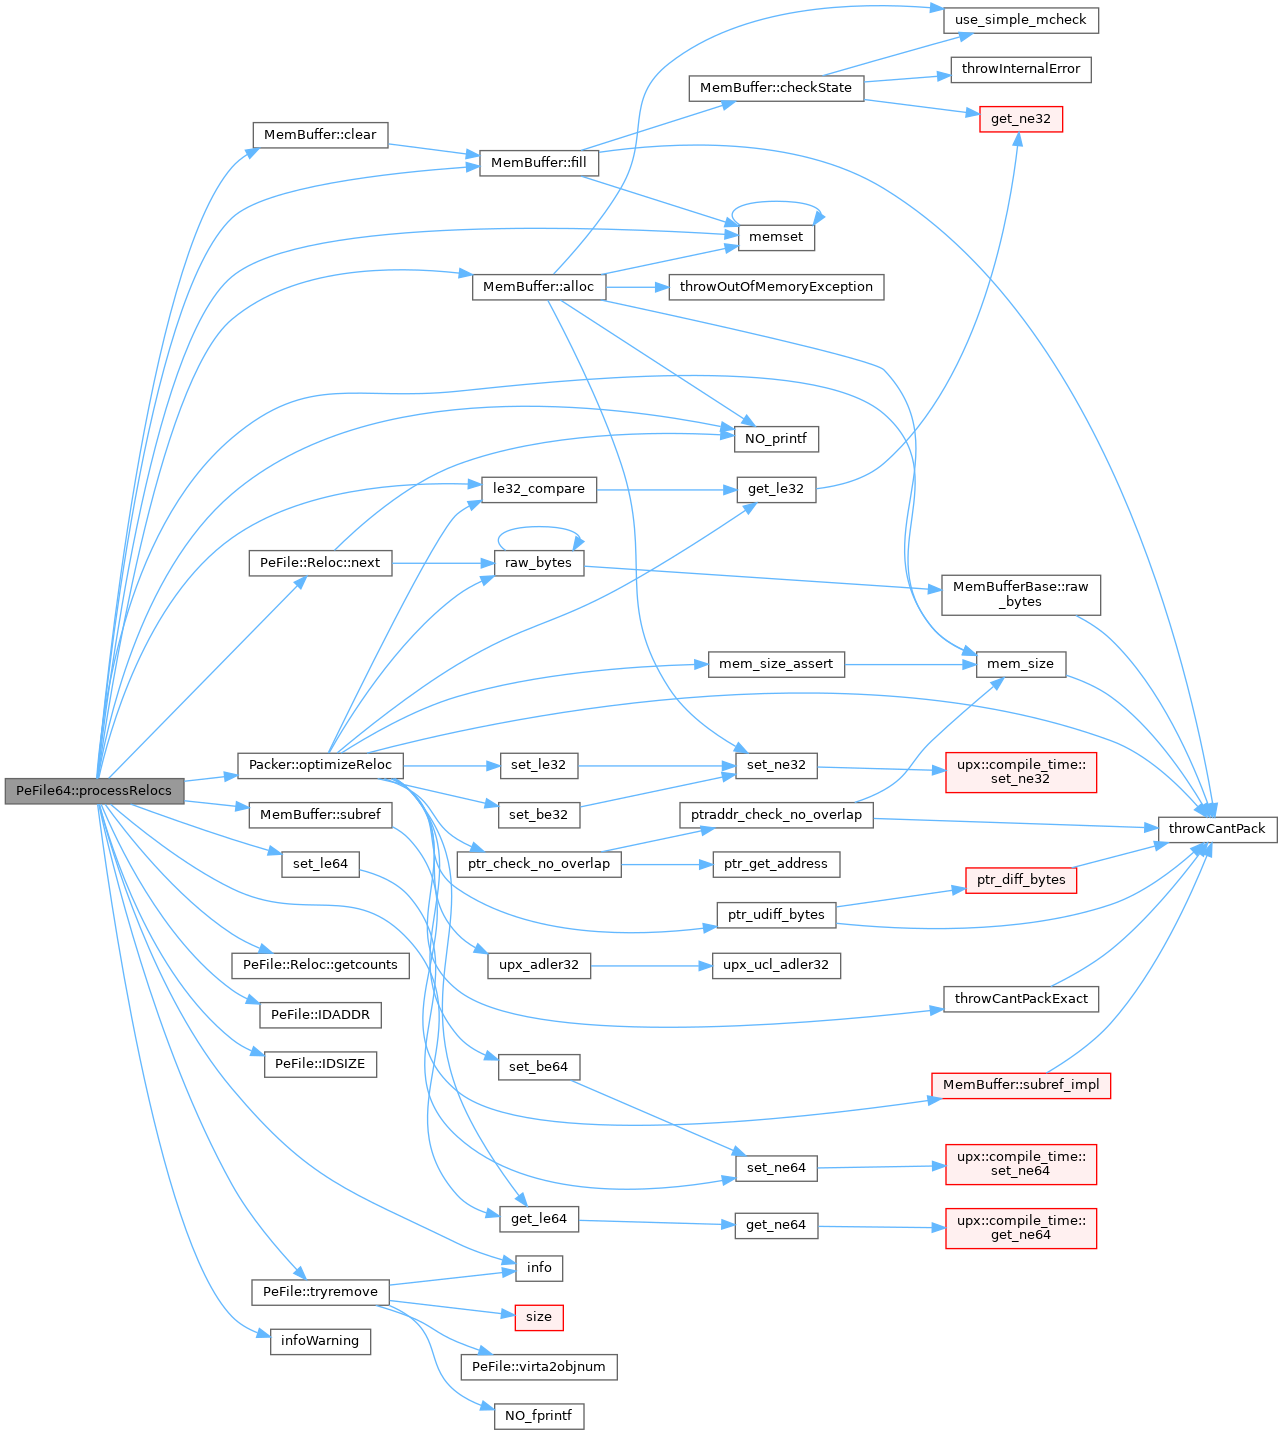 use_simple_mcheck
throwInternalError
MemBuffer::checkState
get_ne32
MemBuffer::clear
MemBuffer::fill
memset
MemBuffer::alloc
throwOutOfMemoryException
NO_printf
le32_compare
get_le32
PeFile::Reloc::next
raw_bytes
MemBufferBase::raw
_bytes
mem_size_assert
mem_size
Packer::optimizeReloc
set_le32
set_ne32
upx::compile_time::
set_ne32
PeFile64::processRelocs
MemBuffer::subref
set_be32
ptraddr_check_no_overlap
throwCantPack
set_le64
ptr_check_no_overlap
ptr_get_address
ptr_diff_bytes
ptr_udiff_bytes
PeFile::Reloc::getcounts
upx_adler32
upx_ucl_adler32
throwCantPackExact
PeFile::IDADDR
PeFile::IDSIZE
set_be64
MemBuffer::subref_impl
set_ne64
upx::compile_time::
set_ne64
get_le64
get_ne64
upx::compile_time::
get_ne64
info
PeFile::tryremove
size
infoWarning
PeFile::virta2objnum
NO_fprintf